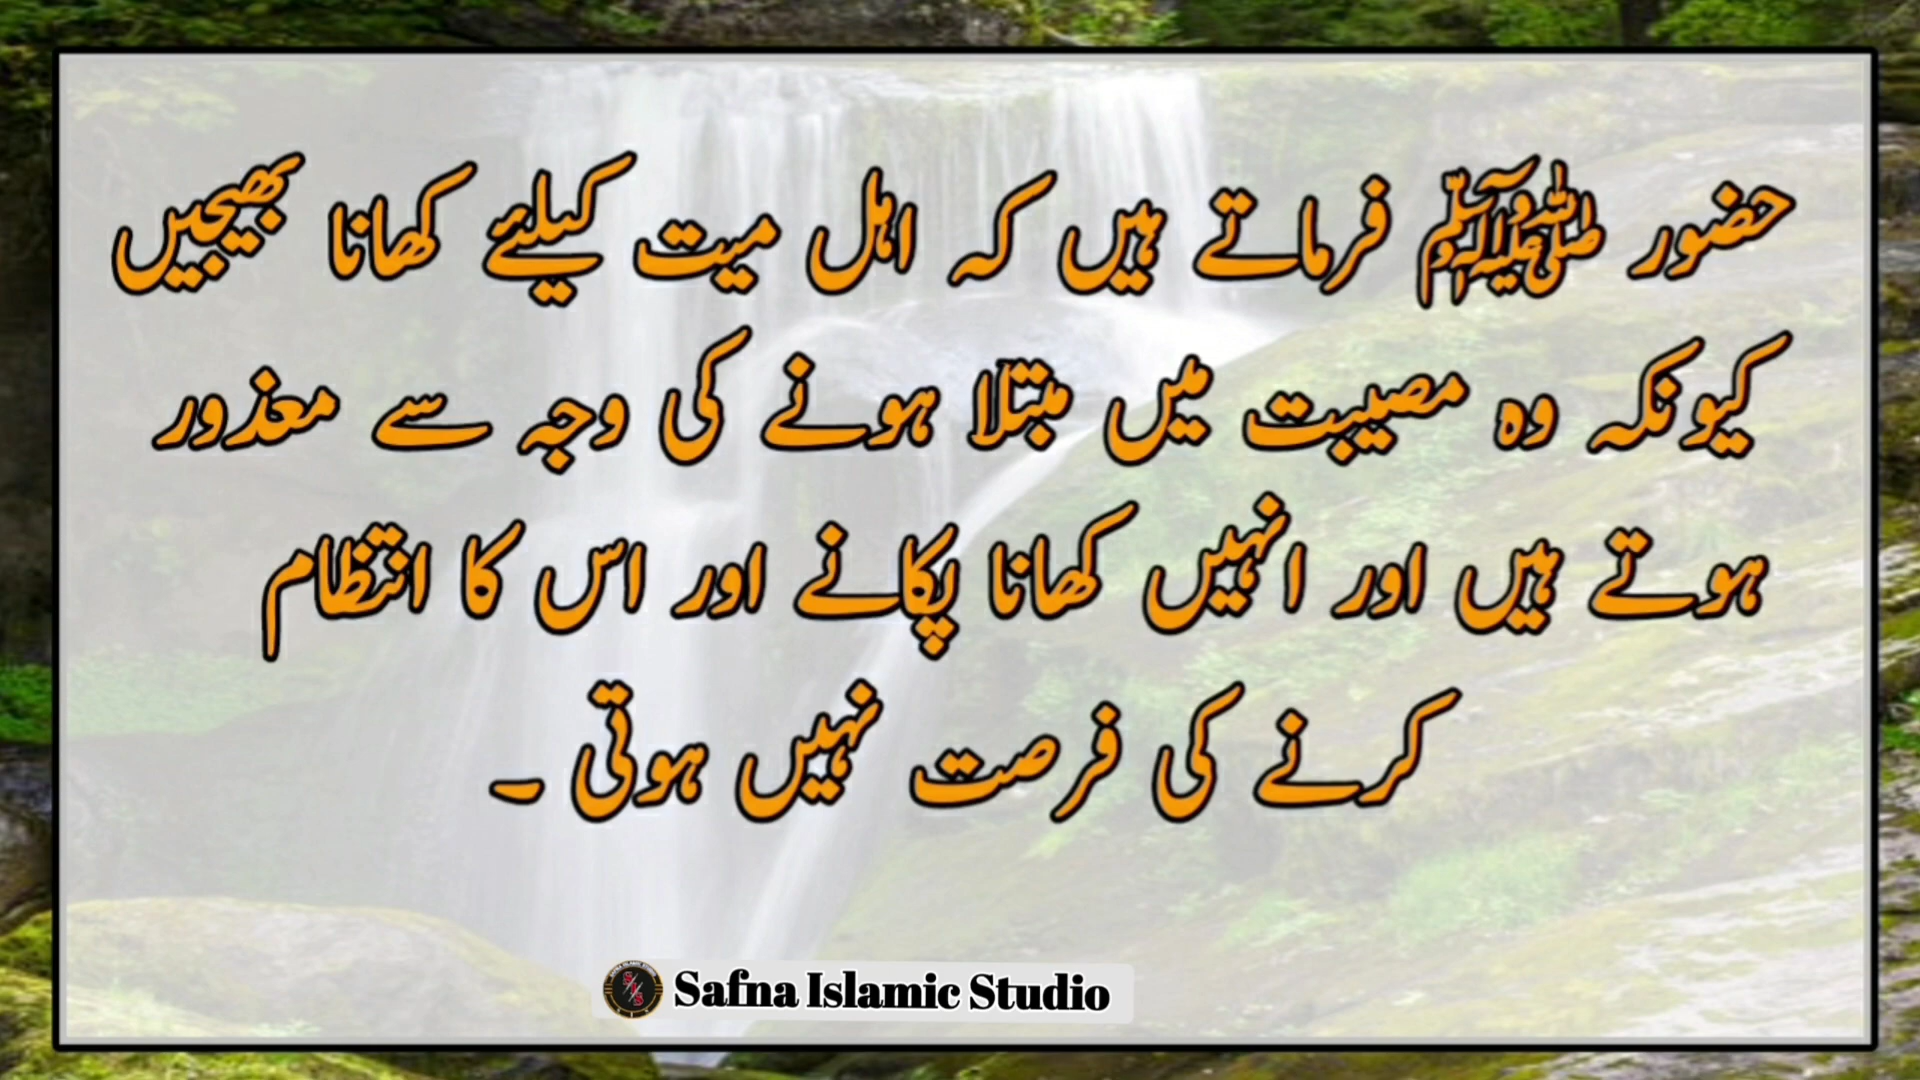 حضور ﷺ فرماتے ہیں کہ اہل میت کیلئے کھانا بھیجیں
کیونکہ وہ مصیبت میں مبتلا ہونے کی وجہ سے معذور
ہوتے ہیں اور انہیں کھانا پکانے اور اس کا انتظام
کرنے کی فرصت نہیں ہوتی ۔
Safna Islamic Studio